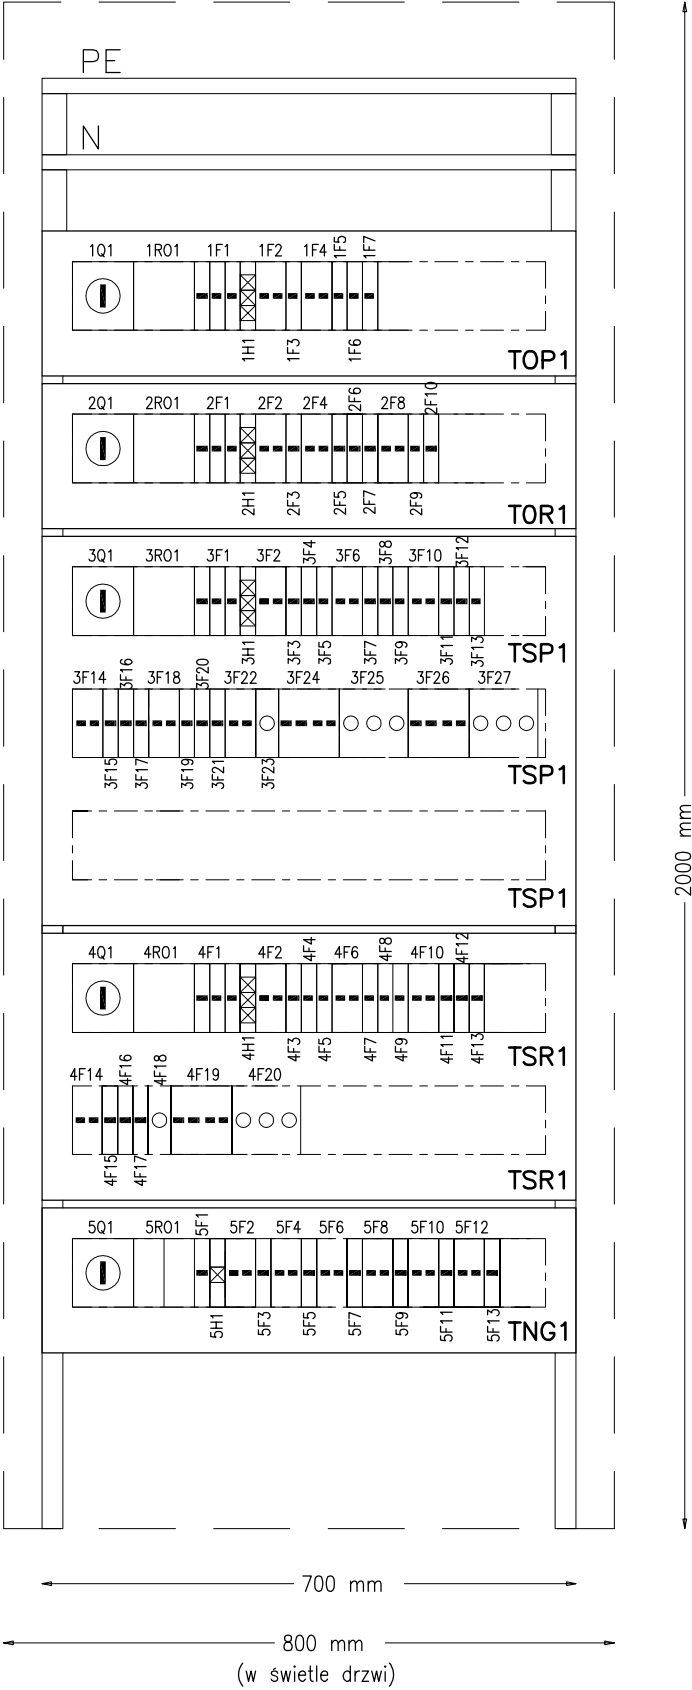 PE
N
1Q1 1R01 1F1 1F2 1F4 1F5 1F7
1H1 1F3 1F6
TOP1
2Q1 2R01 2F1 2F2 2F4 2F6 2F8 2F10
2H1 2F3 2F5 2F7 2F9
TOR1
3Q1 3R01 3F1 3F2 3F4 3F6 3F8 3F10 3F12
3H1 3F3 3F5 3F7 3F9 3F11 3F13
TSP1
3F14 3F16 3F18 3F20 3F22 3F24 3F25 3F26 3F27
3F15 3F17 3F19 3F21 3F23
TSP1
TSP1
4Q1 4R01 4F1 4F2 4F4 4F6 4F8 4F10 4F12
4H1 4F3 4F5 4F7 4F9 4F11 4F13
TSR1
4F14 4F16 4F18 4F19 4F20
4F15 4F17
TSR1
5Q1 5R01 5F1 5F2 5F4 5F6 5F8 5F10 5F12
5H1 5F3 5F5 5F7 5F9 5F11 5F13
TNG1
2000 mm
700 mm
800 mm
(w świetle drzwi)